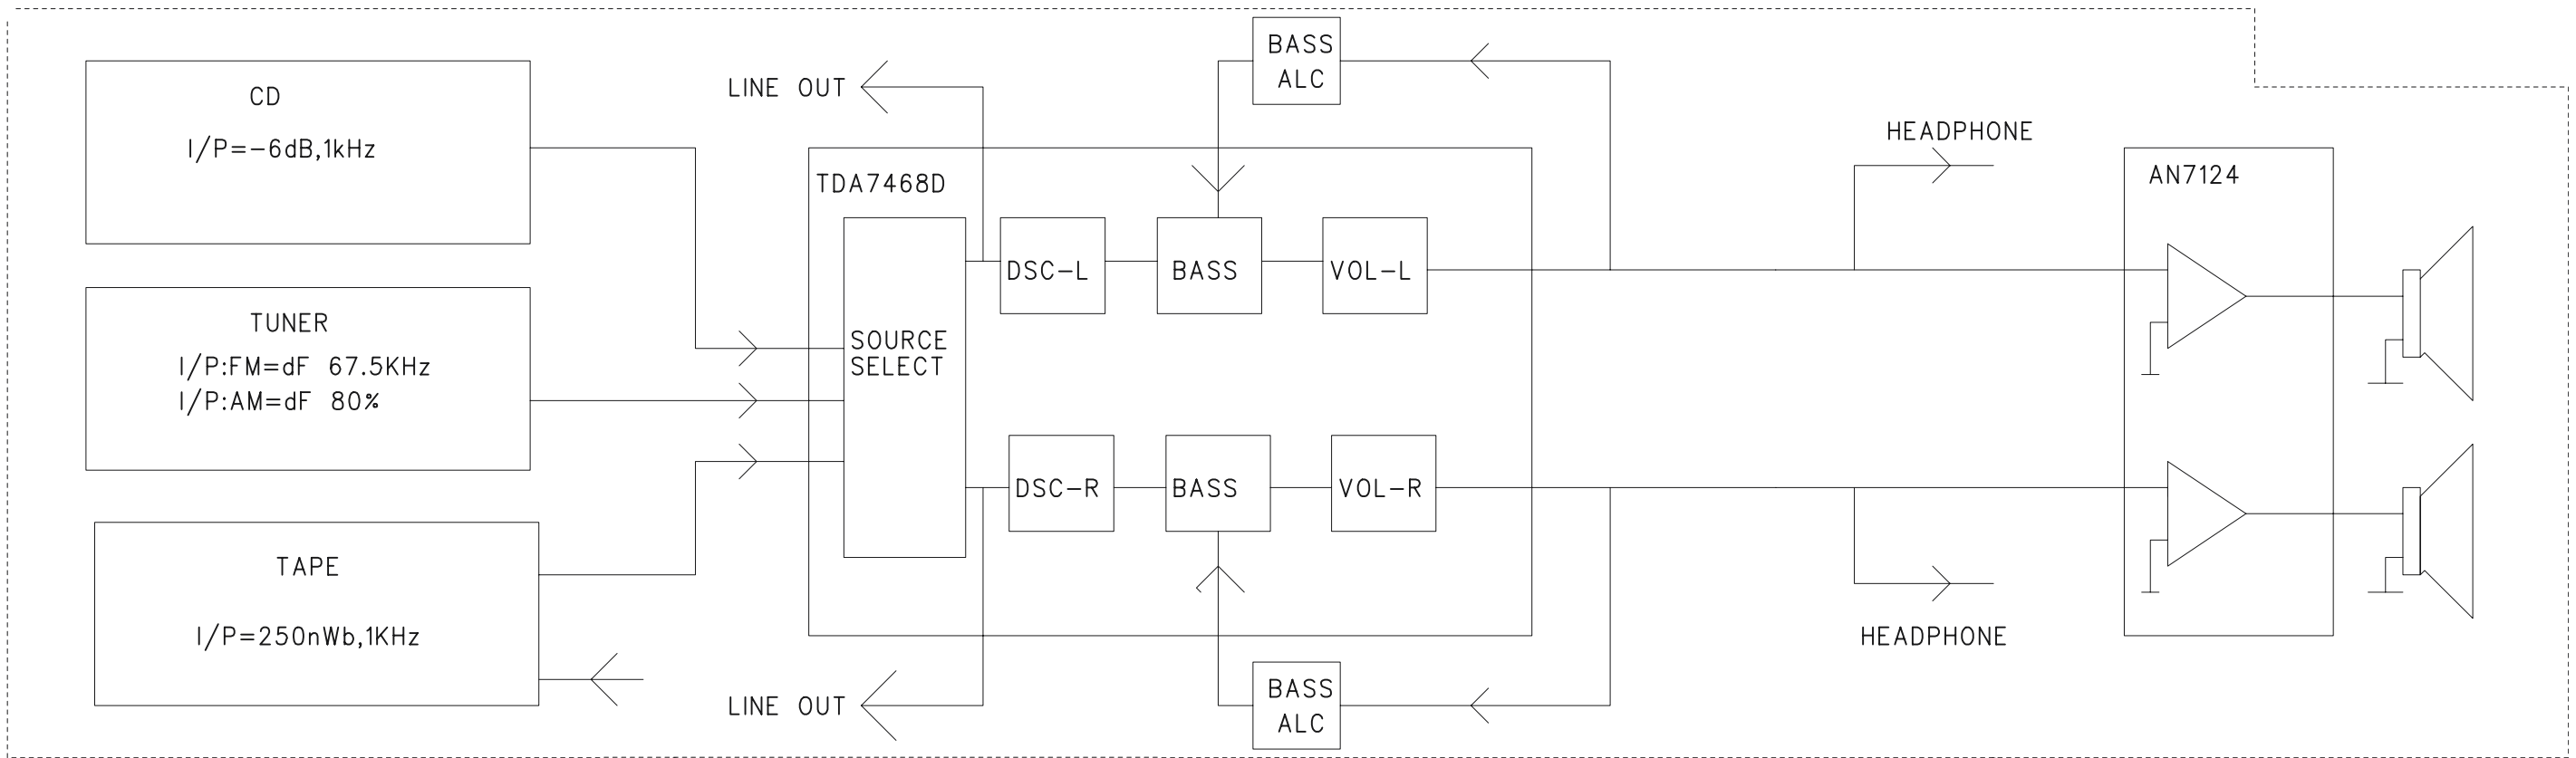 CD
I/P=-6dB,1kHz
TUNER
I/P:FM=dF 67.5KHz
I/P:AM=dF 80%
TAPE
I/P=250nWb,1KHz
LINE OUT
BASS
ALC
TDA7468D
SOURCE
SELECT
DSC-L
BASS
VOL-L
DSC-R
BASS
VOL-R
LINE OUT
BASS
ALC
HEADPHONE
HEADPHONE
AN7124